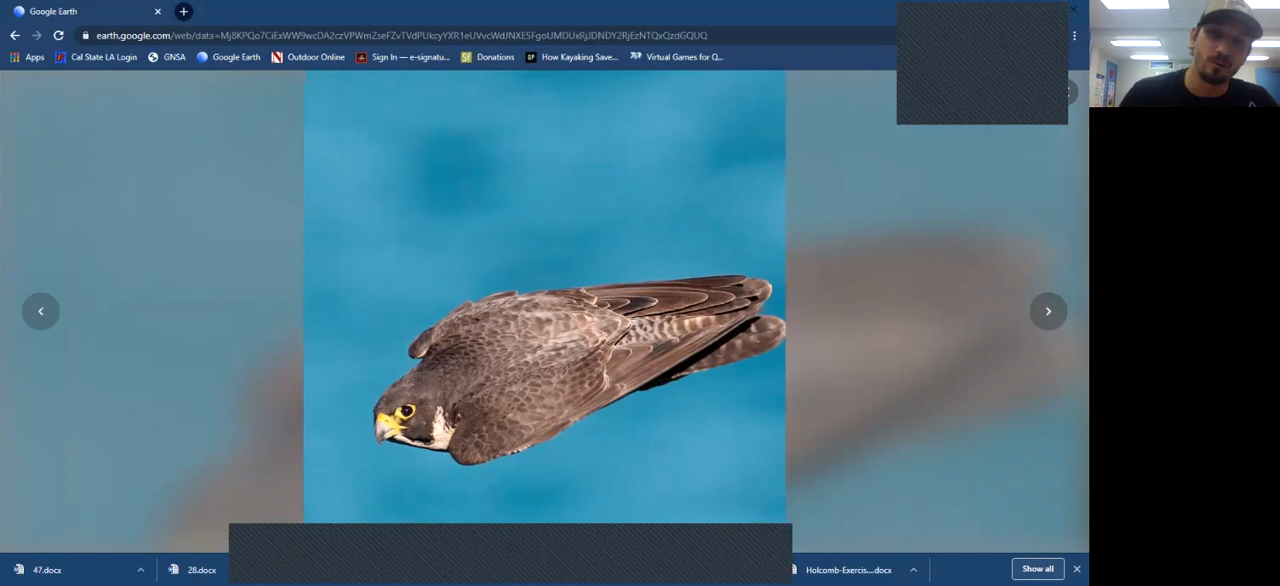 Google Earth
earth.google.com/web/data=Mj8KPQo7CiExWW9wcDA2czVPWmZseFZvTVdPUkcyYXR1eUVvcWdJNXESFgoUMDUxRjJDNDY2RjEzNTQxQzdGQUQ
Apps Cal State LA Login GNSA Google Earth Outdoor Online Sign In — e-signatu... Donations How Kayaking Save... Virtual Games for Q...
47.docx 28.docx Holcomb-Exercis....docx Show all